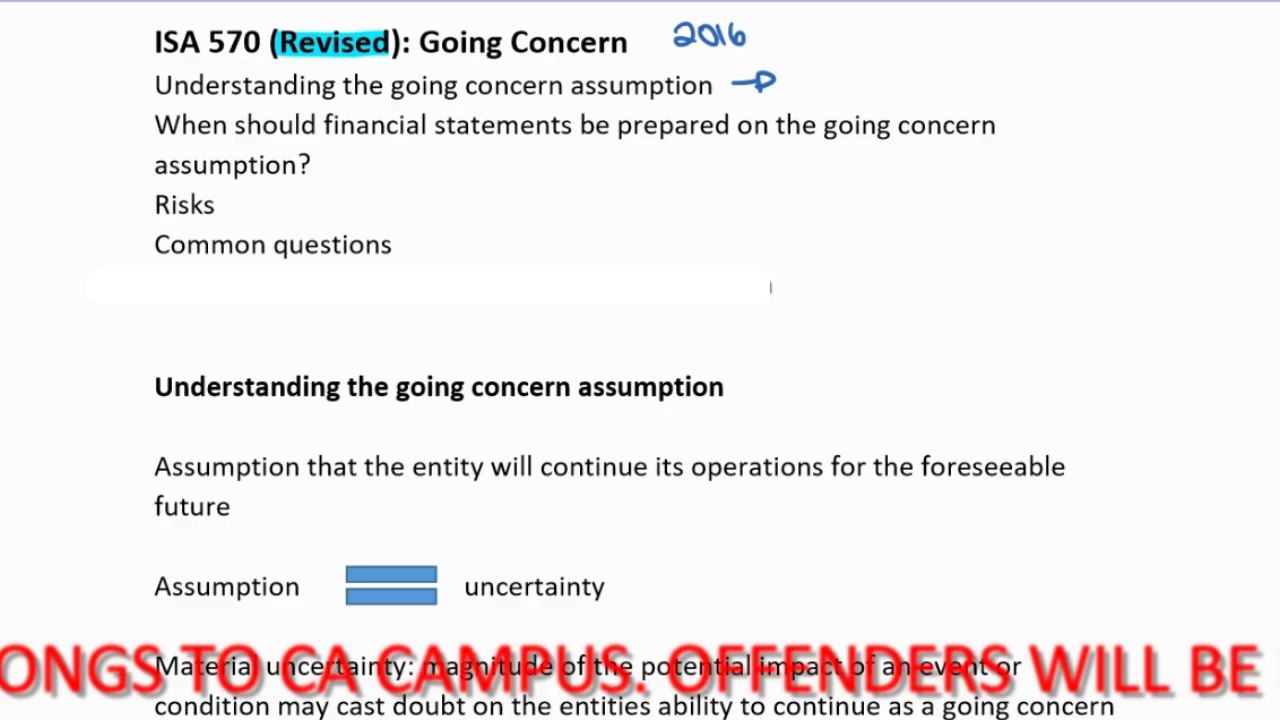 ISA 570 (Revised): Going Concern 2016
Understanding the going concern assumption
When should financial statements be prepared on the going concern
assumption?
Risks
Common questions
Understanding the going concern assumption
Assumption that the entity will continue its operations for the foreseeable
future
Assumption uncertainty
Material uncertainty: magnitude of the potential impact of an event or
ONGS TO CA CAMPUS. OFFENDERS WILL BE
condition may cast doubt on the entities ability to continue as a going concern